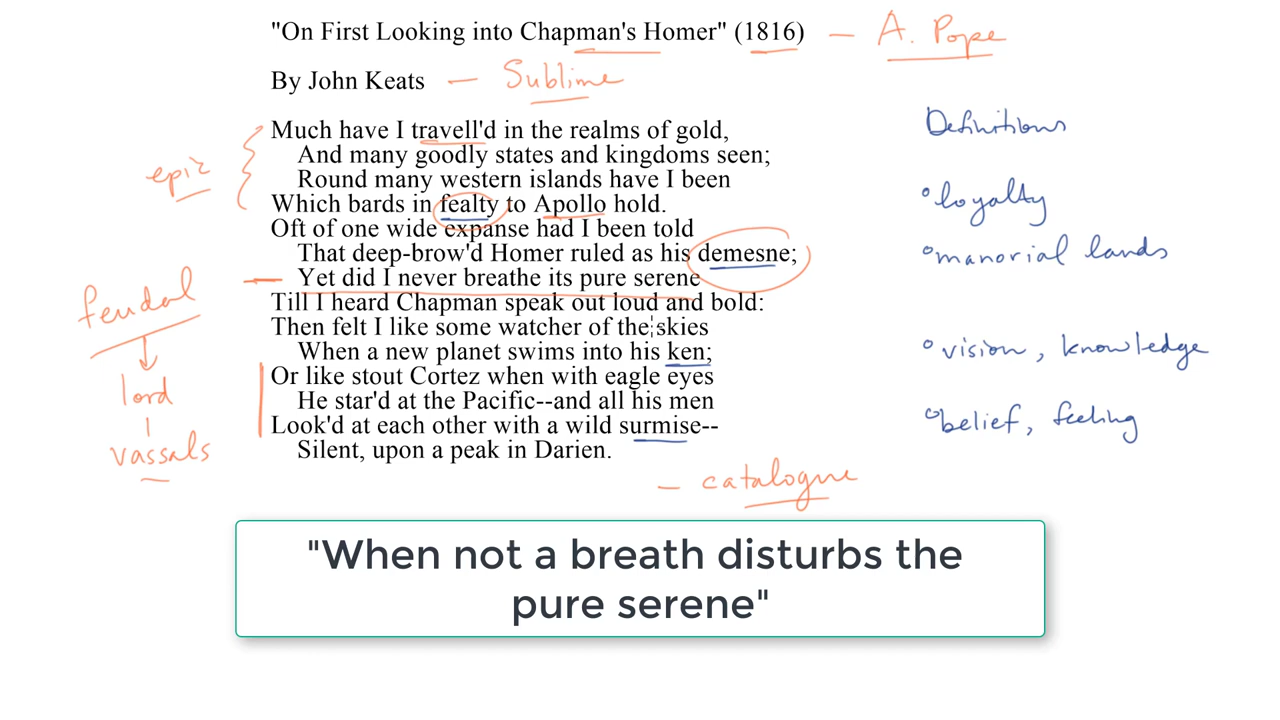 "On First Looking into Chapman's Homer" (1816) — A. Pope
By John Keats — Sublime
Much have I travell'd in the realms of gold,
And many goodly states and kingdoms seen;
Round many western islands have I been
Which bards in fealty to Apollo hold.
Oft of one wide expanse had I been told
That deep-brow'd Homer ruled as his demesne;
Yet did I never breathe its pure serene
Till I heard Chapman speak out loud and bold:
Then felt I like some watcher of the skies
When a new planet swims into his ken;
Or like stout Cortez when with eagle eyes
He star'd at the Pacific--and all his men
Look'd at each other with a wild surmise--
Silent, upon a peak in Darien.
epic
feudal
lord
vassals
Definitions
loyalty
manorial lands
vision, knowledge
belief, feeling
— catalogue
"When not a breath disturbs the
pure serene"